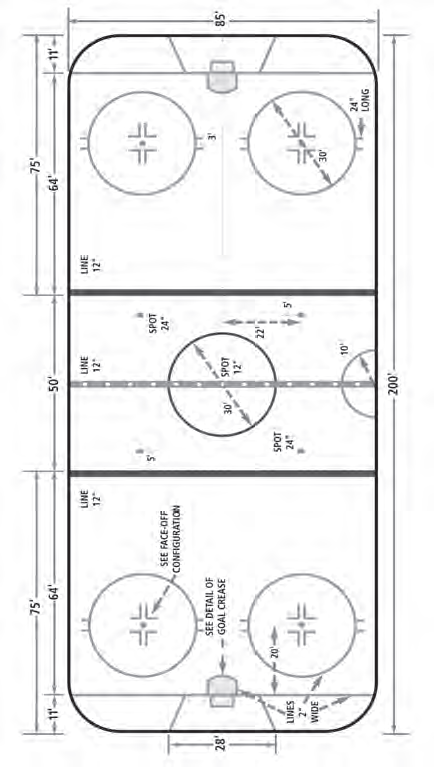 85'
11'
75'
64'
24"
LONG
3'
30'
LINE
12"
SPOT
24"
5'
22'
LINE
12"
SPOT
12"
30'
10'
50'
200'
5'
SPOT
24"
LINE
12"
SEE FACE-OFF
CONFIGURATION
75'
64'
SEE DETAIL OF
GOAL CREASE
20'
LINES
2"
WIDE
11'
28'